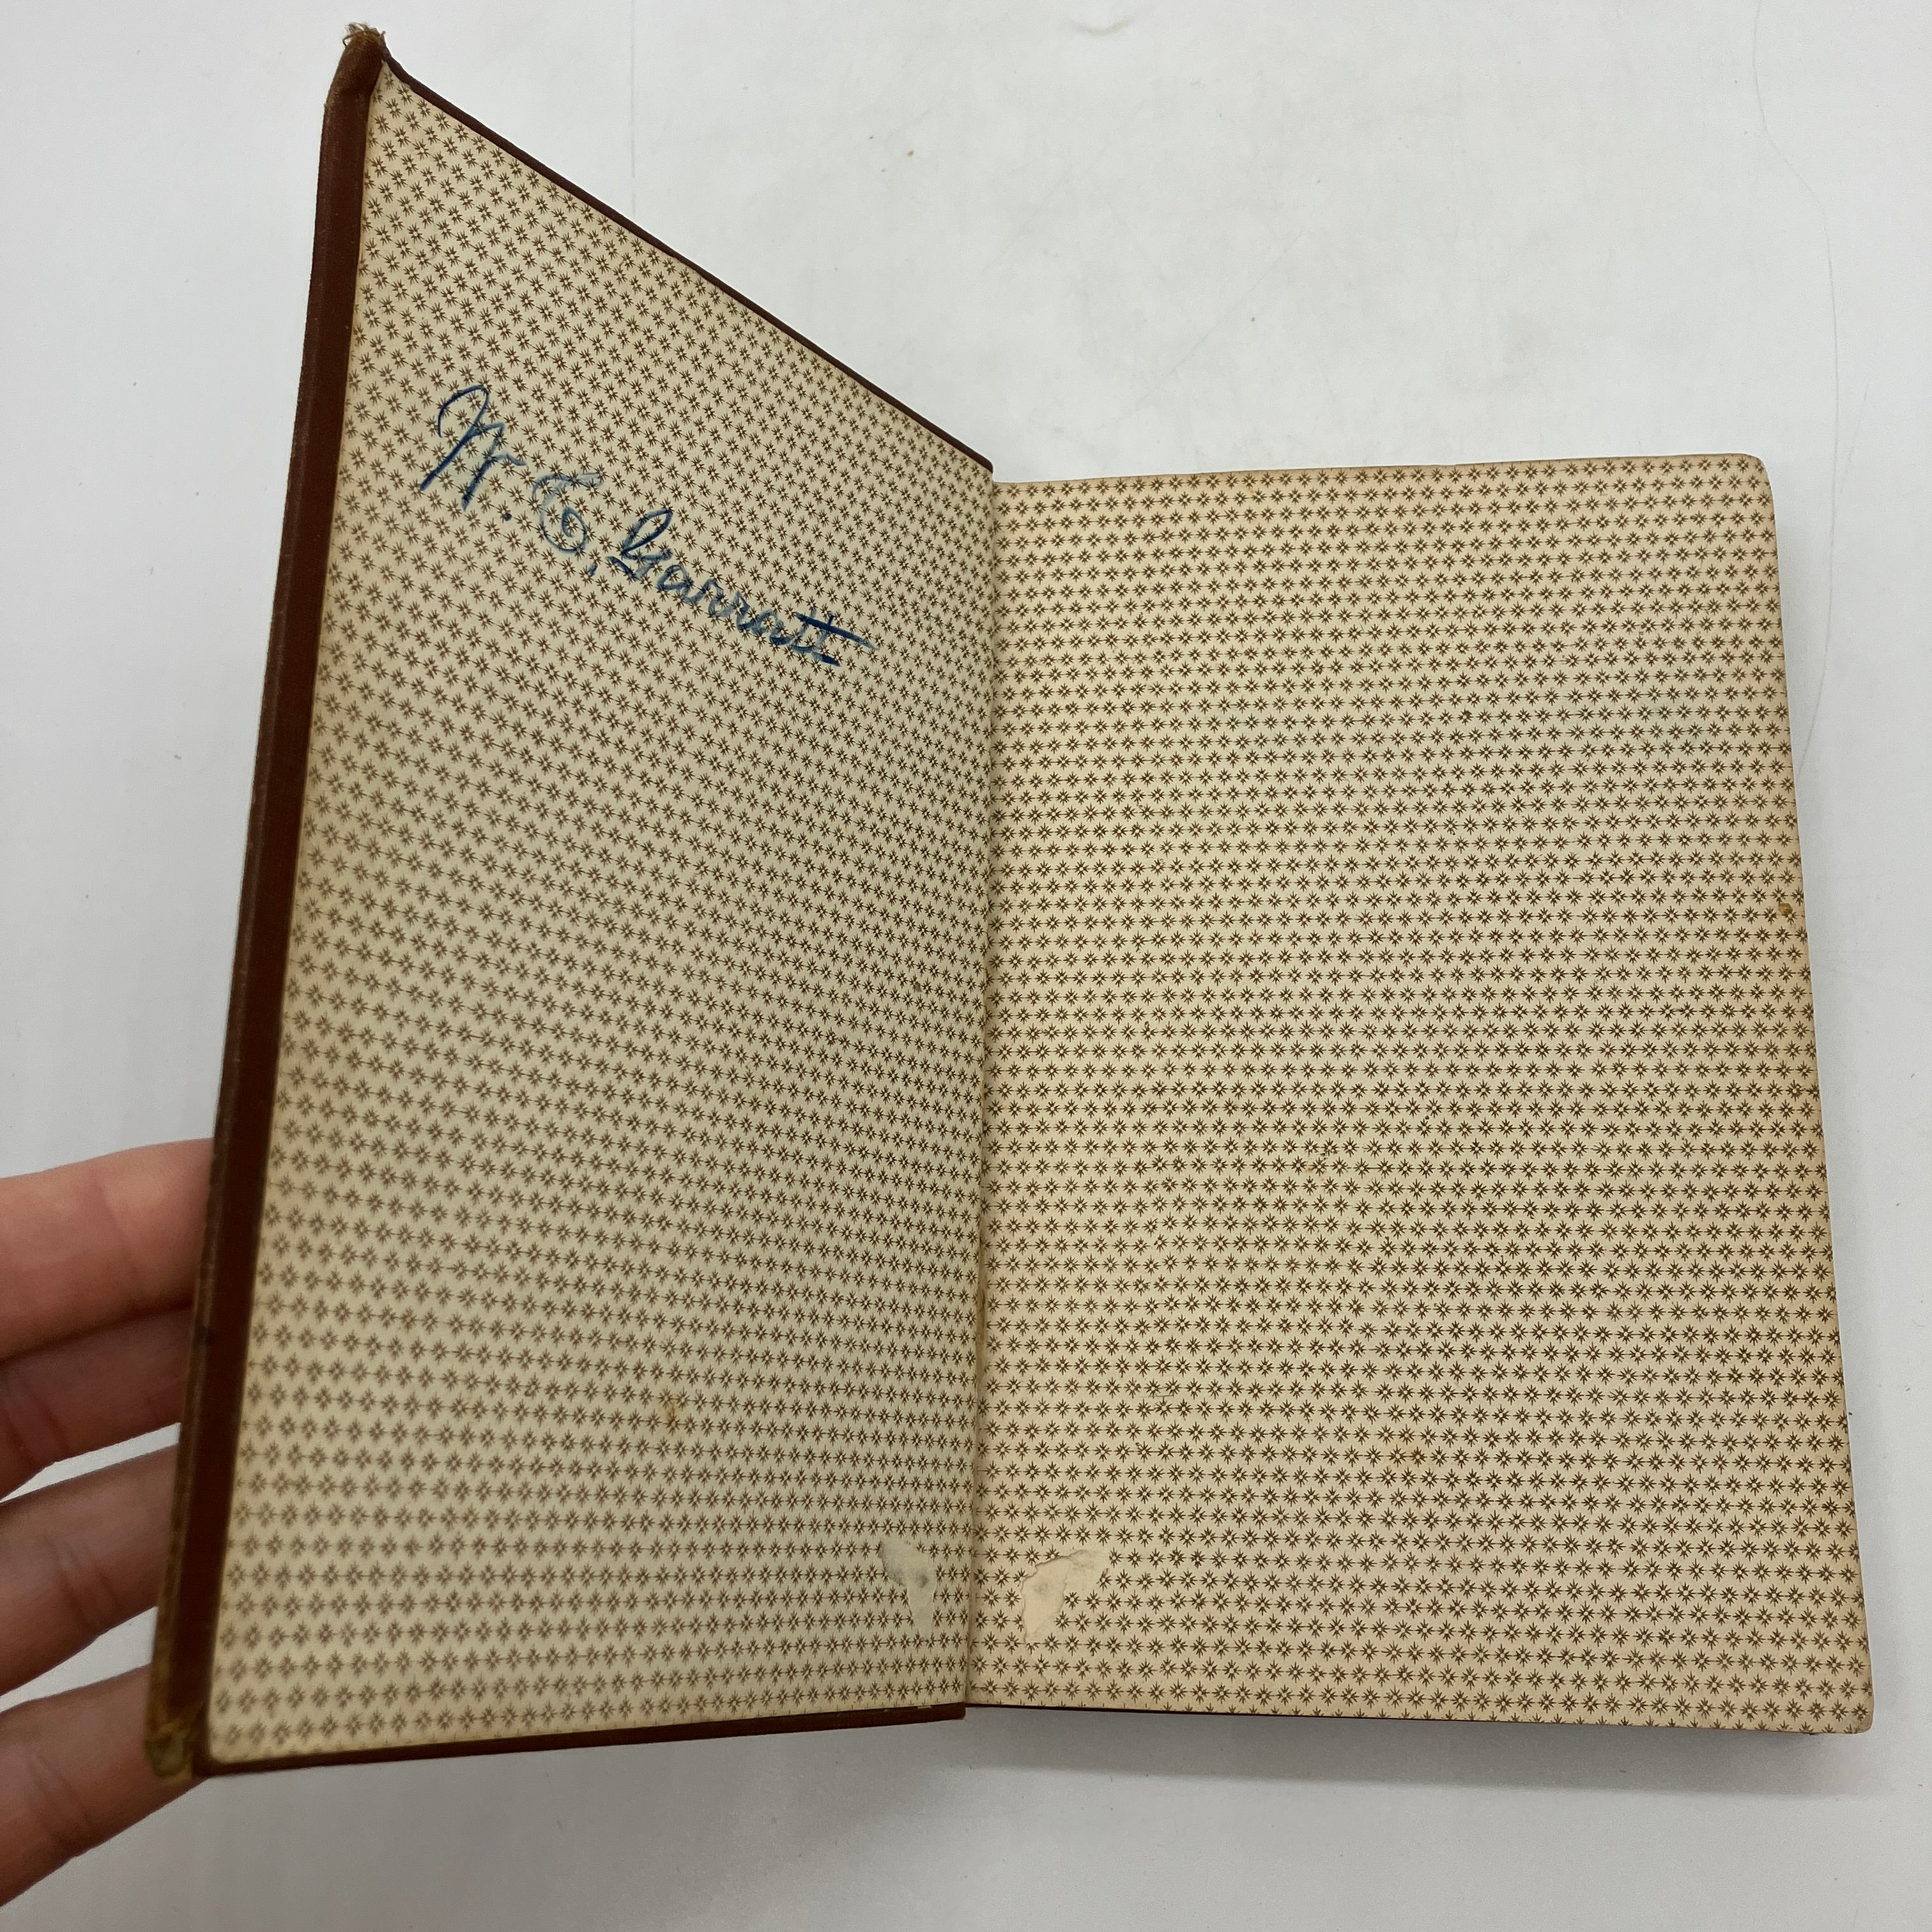 W. E. Garratt